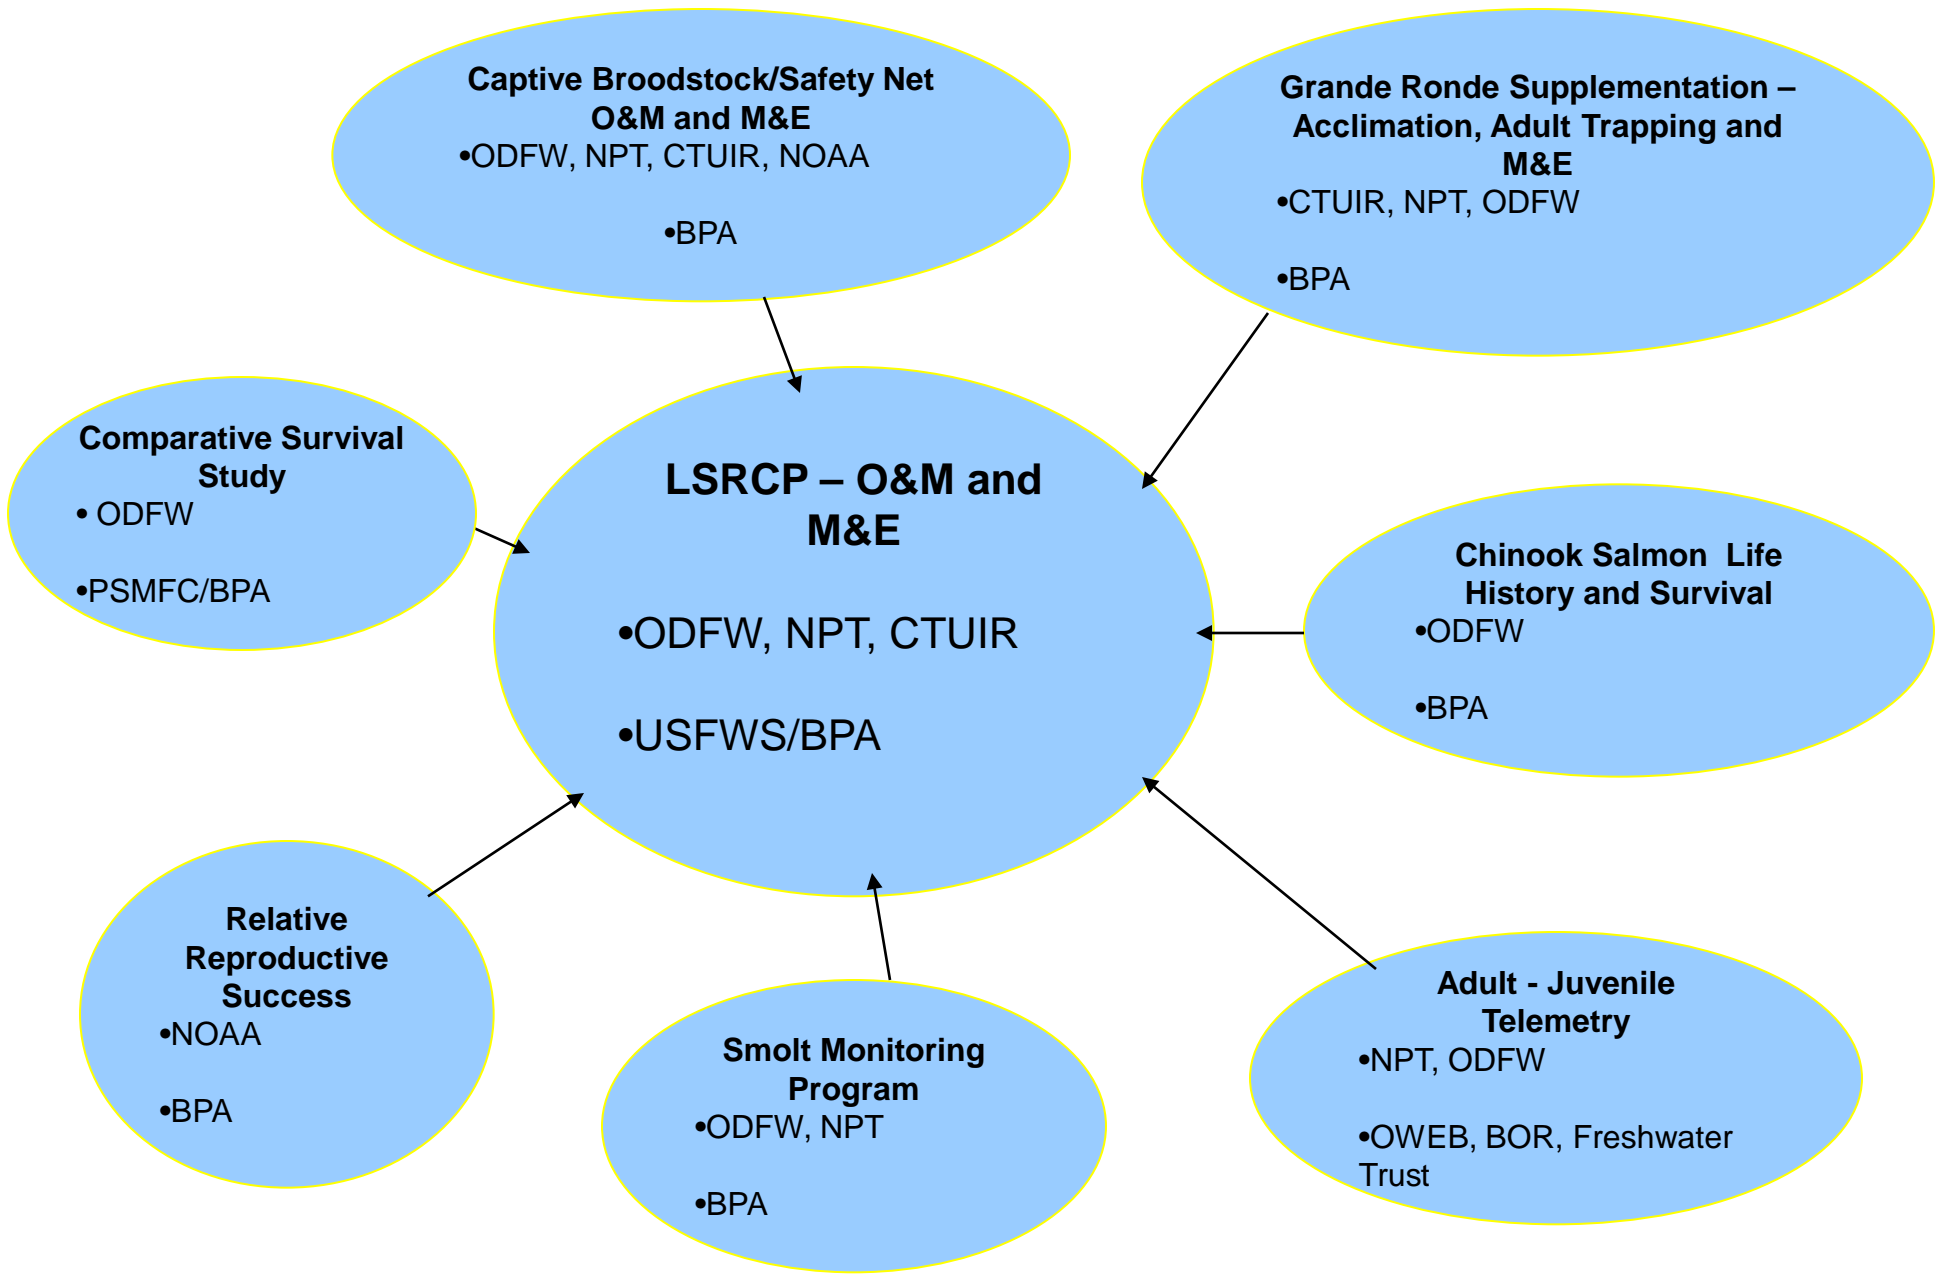 Captive Broodstock/Safety Net
O&M and M&E
•ODFW, NPT, CTUIR, NOAA
•BPA
Grande Ronde Supplementation –
Acclimation, Adult Trapping and
M&E
•CTUIR, NPT, ODFW
•BPA
Comparative Survival
Study
• ODFW
•PSMFC/BPA
LSRCP – O&M and
M&E
•ODFW, NPT, CTUIR
•USFWS/BPA
Chinook Salmon  Life
History and Survival
•ODFW
•BPA
Relative
Reproductive
Success
•NOAA
•BPA
Smolt Monitoring
Program
•ODFW, NPT
•BPA
Adult - Juvenile
Telemetry
•NPT, ODFW
•OWEB, BOR, Freshwater
Trust